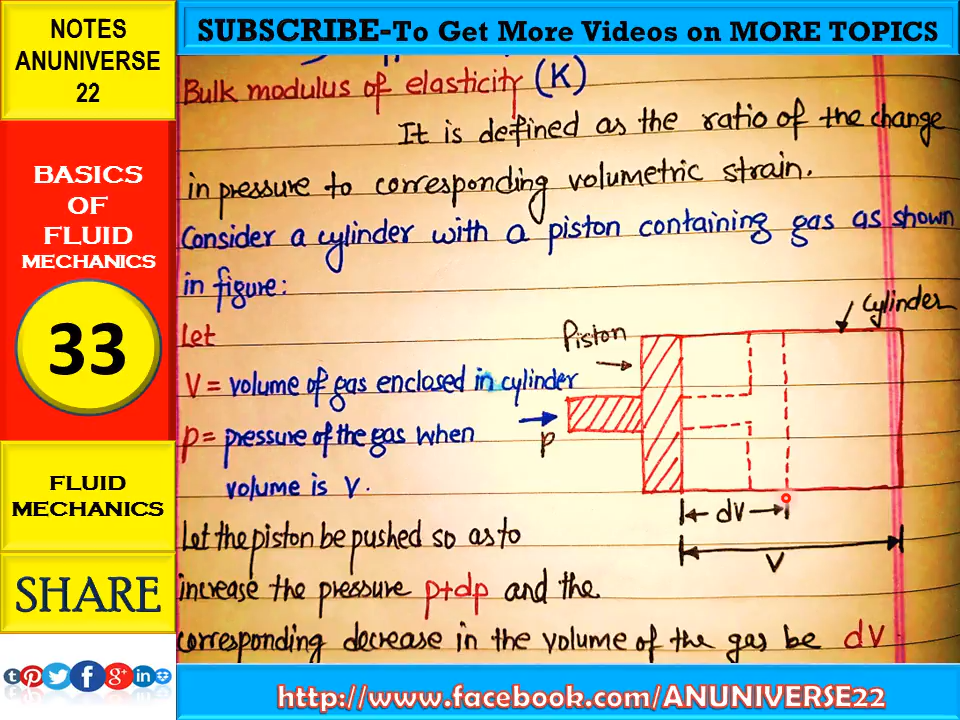 NOTES
ANUNIVERSE
22
SUBSCRIBE-To Get More Videos on MORE TOPICS
BASICS
OF
FLUID
MECHANICS
33
FLUID
MECHANICS
SHARE
Bulk modulus of elasticity (K)
It is defined as the ratio of the change
in pressure to corresponding volumetric strain.
Consider a cylinder with a piston containing gas as shown
in figure:
Let
V = volume of gas enclosed in cylinder
p = pressure of the gas when
volume is V.
Let the piston be pushed so as to
increase the pressure p+dp and the
corresponding decrease in the volume of the gas be dv
Cylinder
Piston
p
dv
V
http://www.facebook.com/ANUNIVERSE22